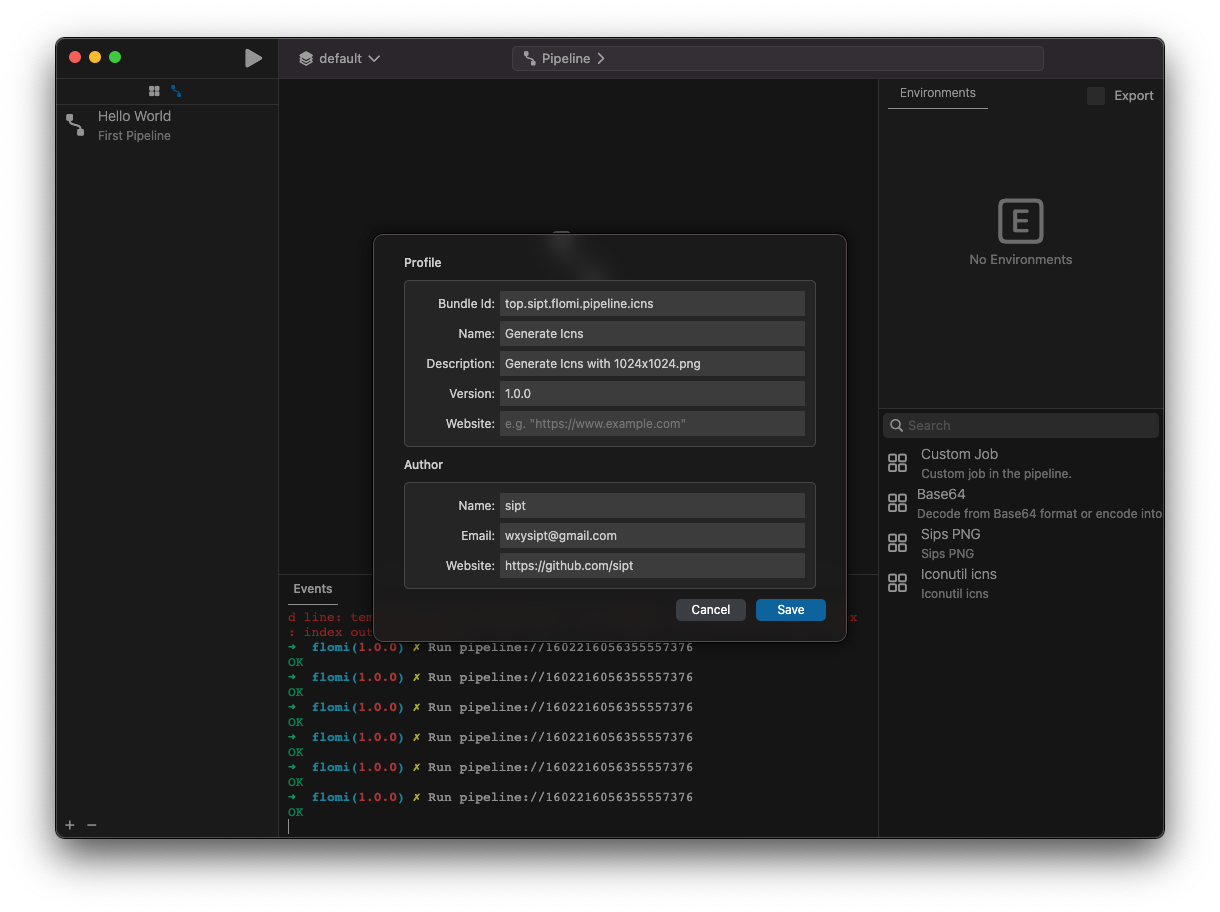 default
Pipeline
Hello World
First Pipeline
Environments
Export
E
No Environments
Profile
Bundle Id: top.sipt.flomi.pipeline.icns
Name: Generate Icns
Description: Generate Icns with 1024x1024.png
Version: 1.0.0
Website: e.g. "https://www.example.com"
Author
Name: sipt
Email: wxysipt@gmail.com
Website: https://github.com/sipt
Cancel
Save
Search
Custom Job
Custom job in the pipeline.
Base64
Decode from Base64 format or encode into
Sips PNG
Sips PNG
Iconutil icns
Iconutil icns
Events
d line:
: index
➜ flomi(1.0.0) ✗ Run pipeline://1602216056355557376
OK
➜ flomi(1.0.0) ✗ Run pipeline://1602216056355557376
OK
➜ flomi(1.0.0) ✗ Run pipeline://1602216056355557376
OK
➜ flomi(1.0.0) ✗ Run pipeline://1602216056355557376
OK
➜ flomi(1.0.0) ✗ Run pipeline://1602216056355557376
OK
➜ flomi(1.0.0) ✗ Run pipeline://1602216056355557376
OK